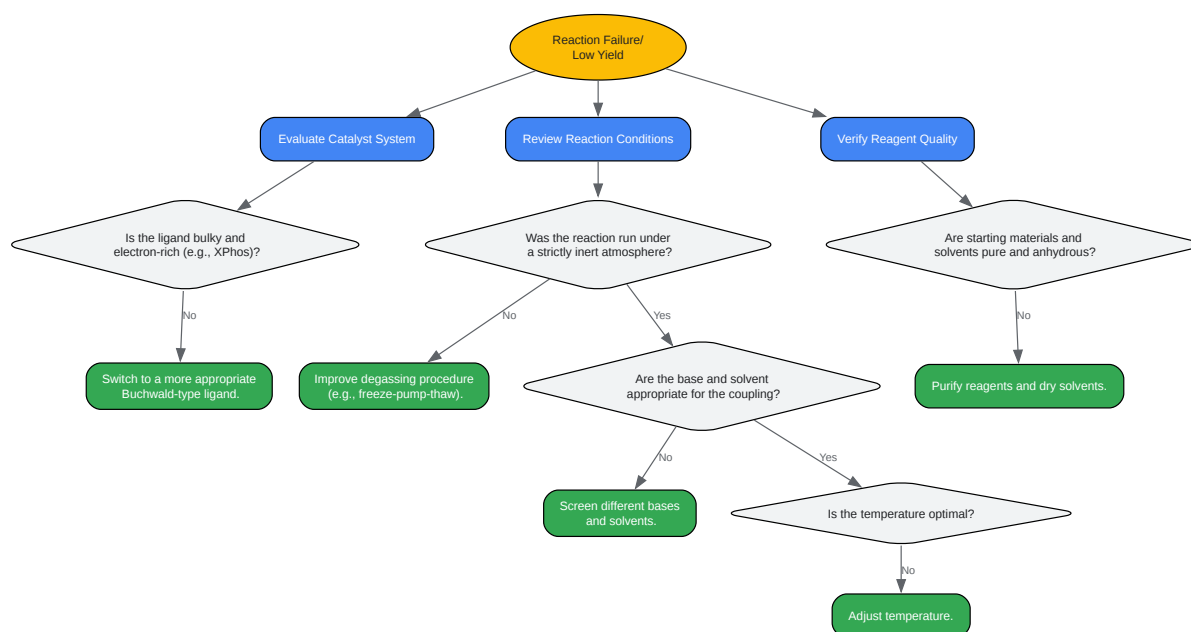 Reaction Failure/
Low Yield
Evaluate Catalyst System
Review Reaction Conditions
Verify Reagent Quality
Is the ligand bulky and
electron-rich (e.g., XPhos)?
Was the reaction run under
a strictly inert atmosphere?
Are starting materials and
solvents pure and anhydrous?
No
No
Yes
No
Switch to a more appropriate
Buchwald-type ligand.
Improve degassing procedure
(e.g., freeze-pump-thaw).
Are the base and solvent
appropriate for the coupling?
Purify reagents and dry solvents.
No
Yes
Screen different bases
and solvents.
Is the temperature optimal?
No
Adjust temperature.